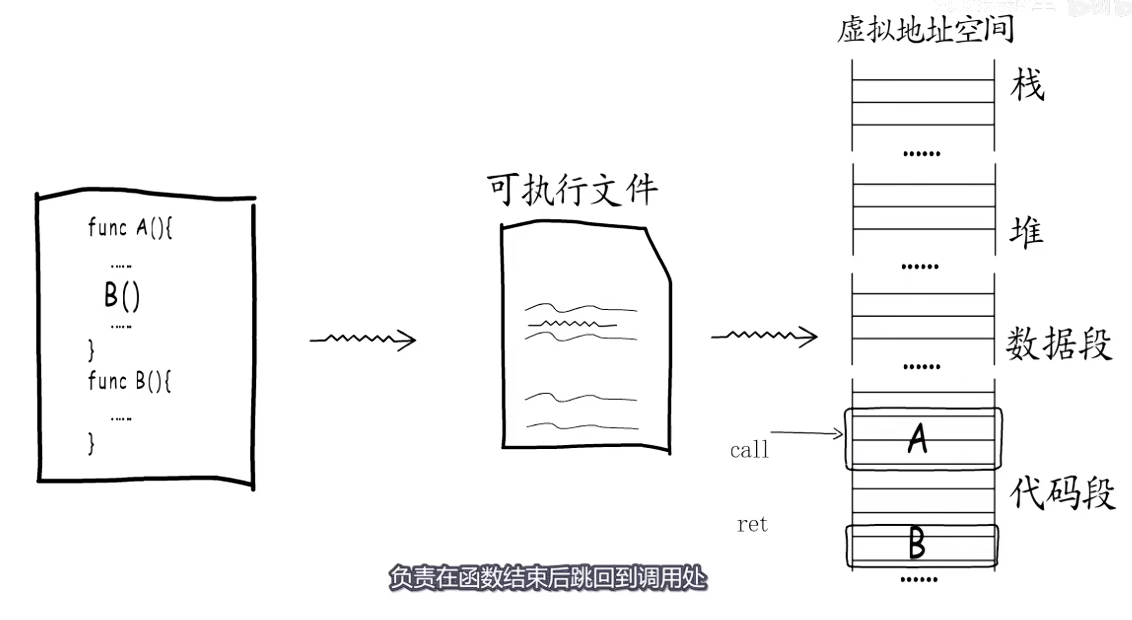 虚拟地址空间
栈
......
可执行文件
func A(){
......
B()
......
}
func B(){
......
}
堆
......
数据段
......
call
A
代码段
ret
B
......
负责在函数结束后跳回到调用处